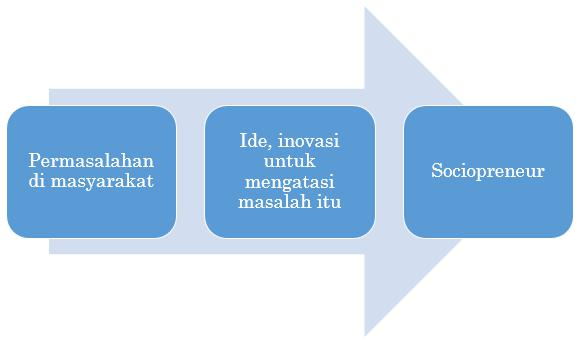 Permasalahan
di masyarakat
Ide, inovasi
untuk
mengatasi
masalah itu
Sociopreneur